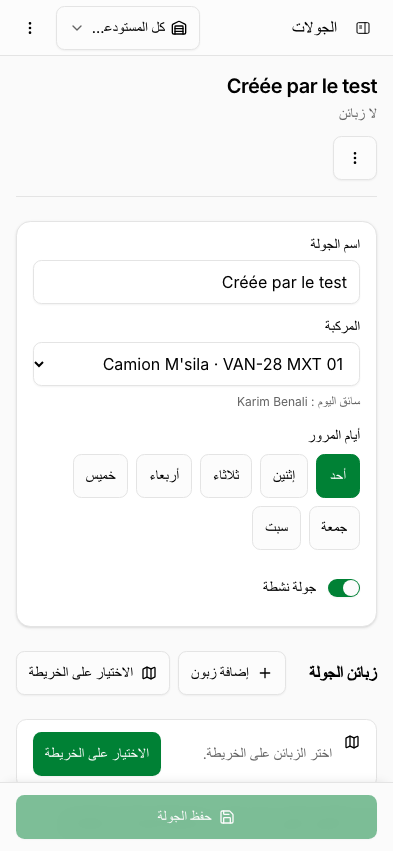 الجولات
كل المستودع...
Créée par le test
لا زبائن
اسم الجولة
Créée par le test
المركبة
Camion M'sila · VAN-28 MXT 01
سائق اليوم : Karim Benali
أيام المرور
أحد إثنين ثلاثاء أربعاء خميس
جمعة سبت
جولة نشطة
زبائن الجولة
إضافة زبون
الاختيار على الخريطة
اختر الزبائن على الخريطة.
الاختيار على الخريطة
حفظ الجولة